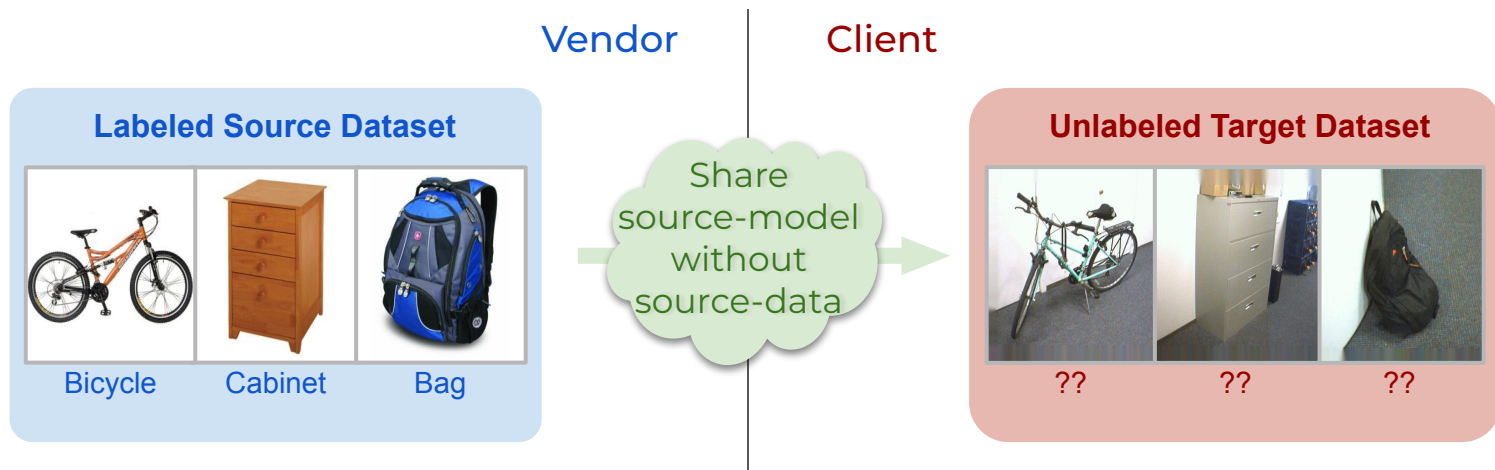 Vendor
Client
Labeled Source Dataset
Bicycle
Cabinet
Bag
Share
source-model
without
source-data
Unlabeled Target Dataset
??
??
??